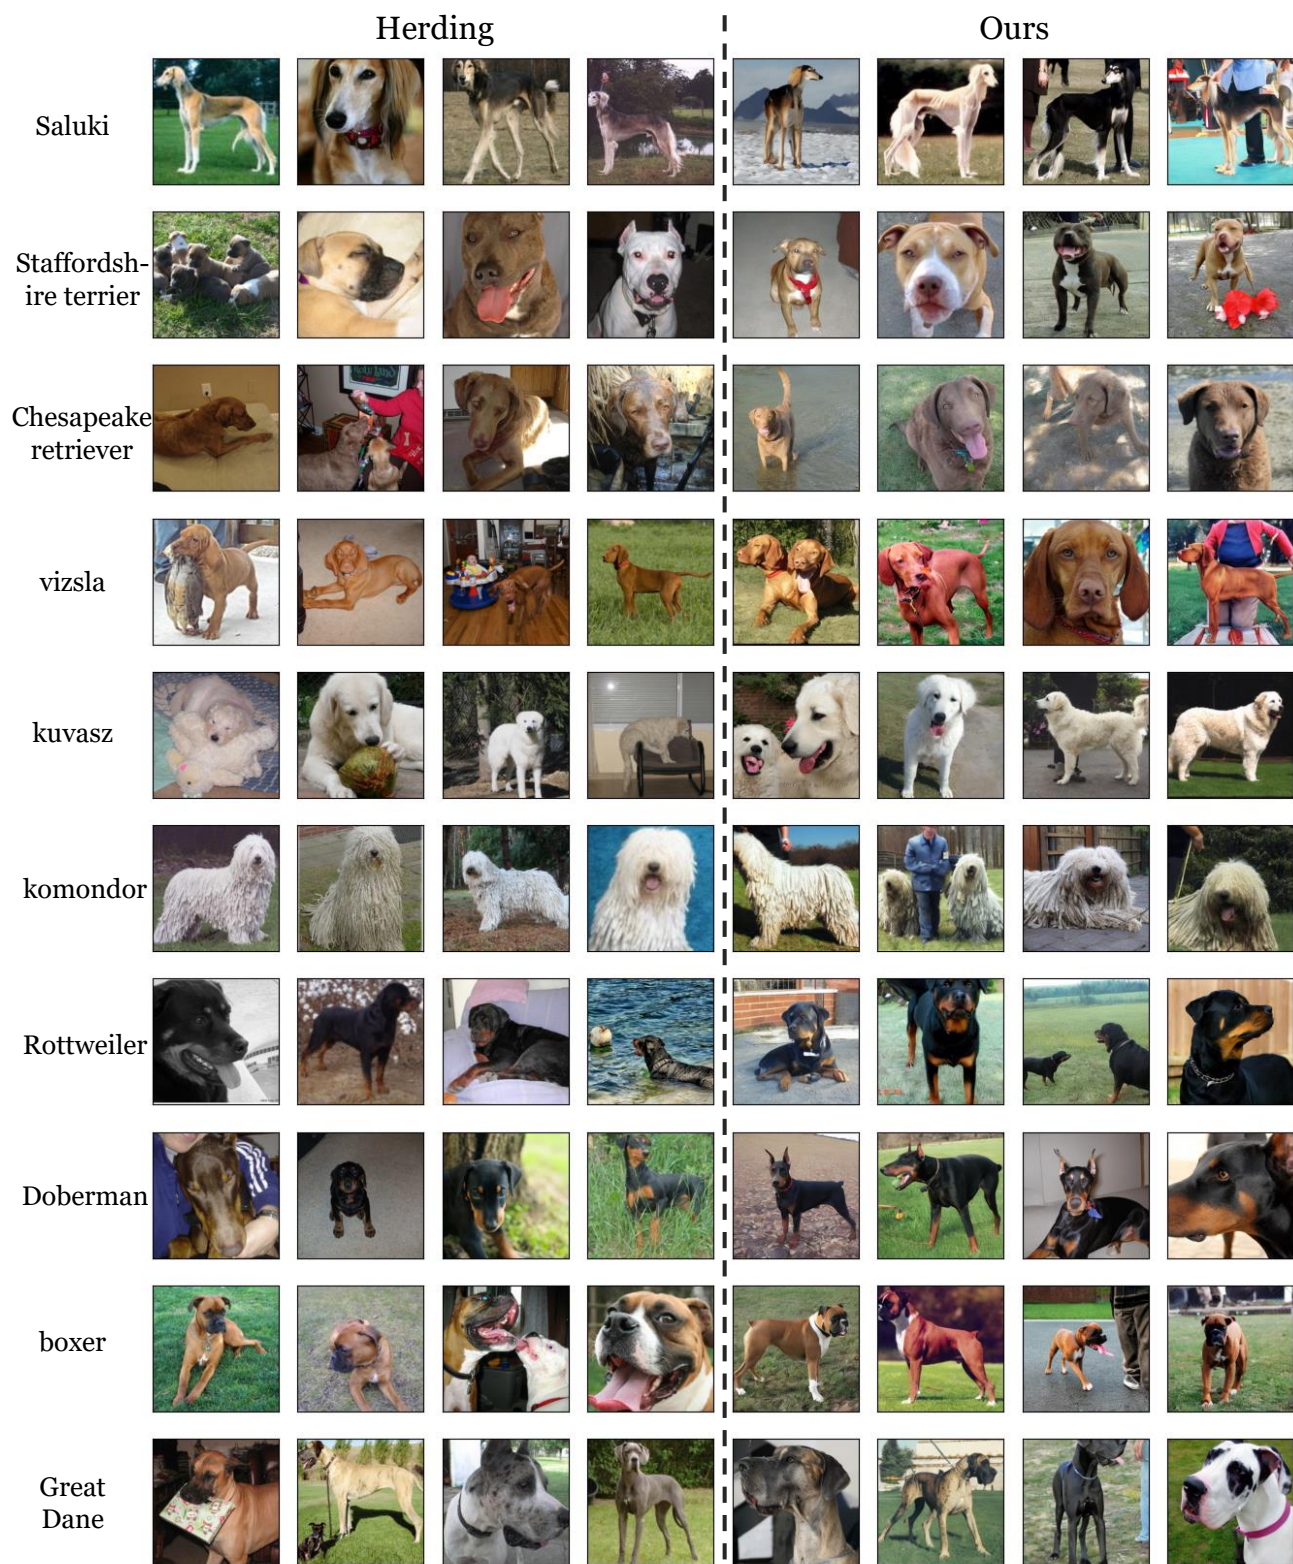 Herding
Ours
Saluki
Staffordsh-
ire terrier
Chesapeake
retriever
vizsla
kuvasz
komondor
Rottweiler
Doberman
boxer
Great
Dane